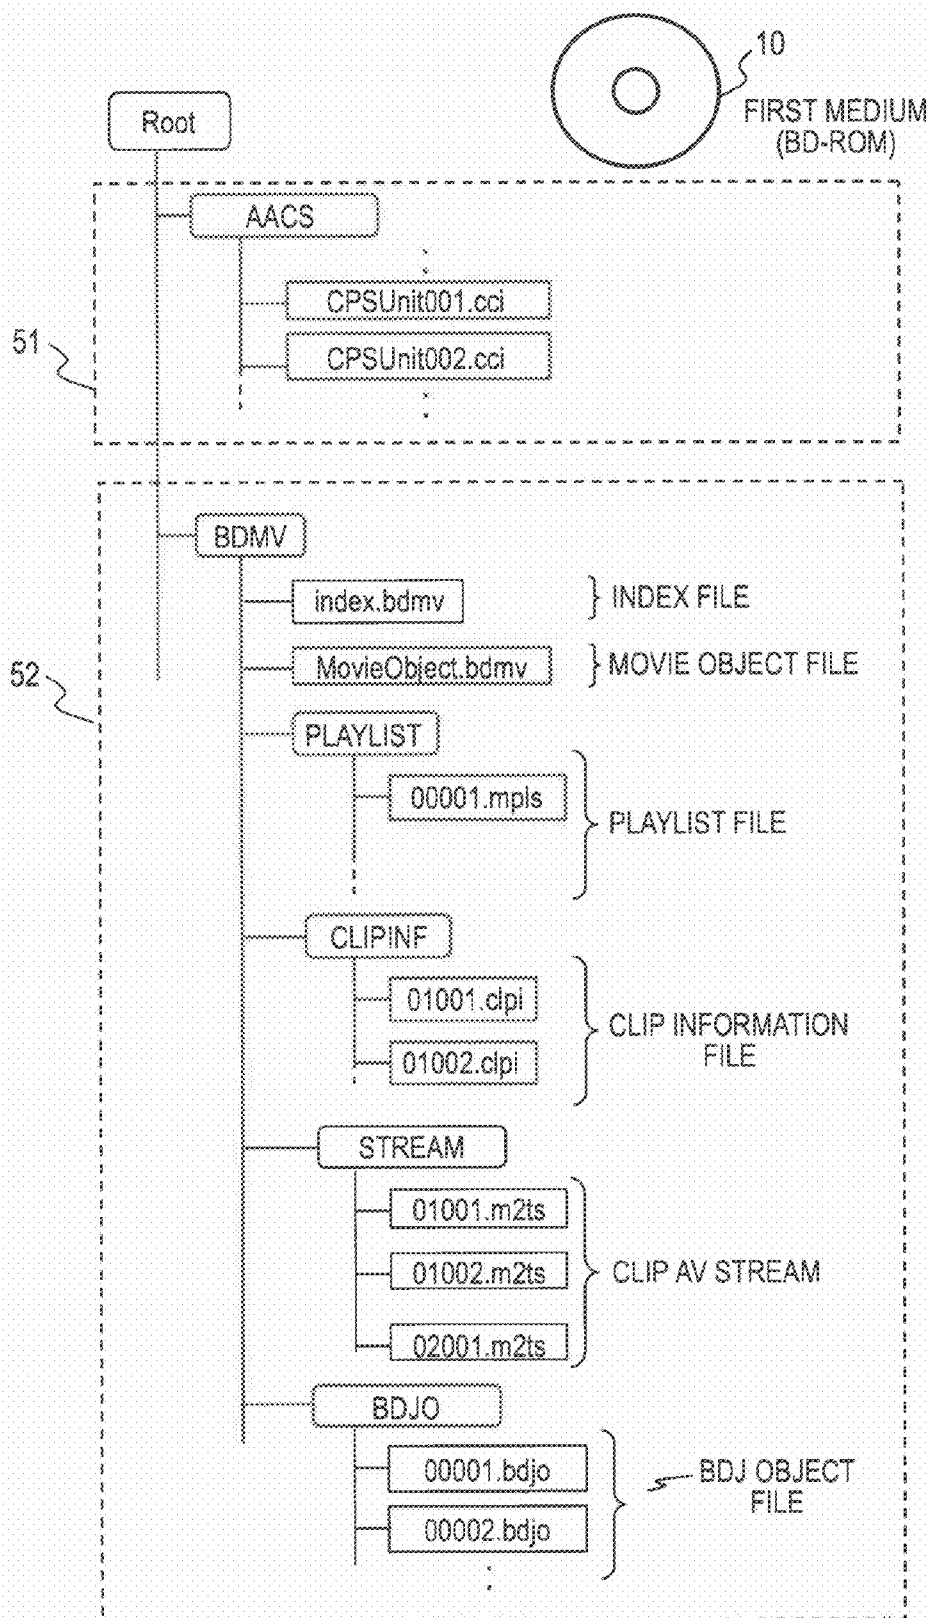 10
FIRST MEDIUM
(BD-ROM)
Root
AACS
CPSUnit001.cci
CPSUnit002.cci
51
BDMV
index.bdmv
INDEX FILE
52
MovieObject.bdmv
MOVIE OBJECT FILE
PLAYLIST
00001.mpls
PLAYLIST FILE
CLIPINF
01001.clpi
CLIP INFORMATION
FILE
01002.clpi
STREAM
01001.m2ts
01002.m2ts
CLIP AV STREAM
02001.m2ts
BDJO
00001.bdjo
BDJ OBJECT
FILE
00002.bdjo